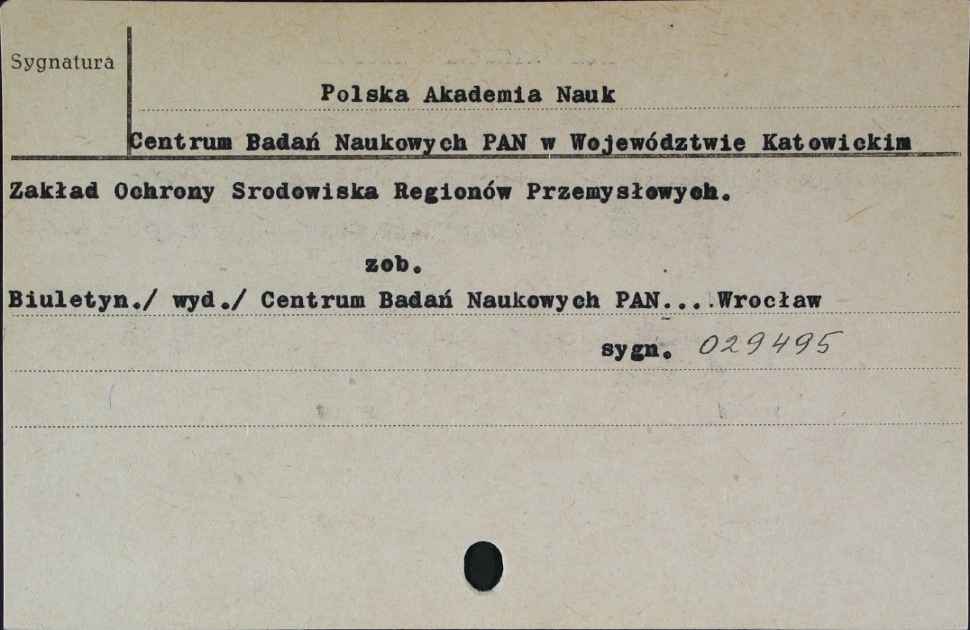 Sygnatura
Polska Akademia Nauk
Centrum Badań Naukowych PAN w Województwie Katowickim
Zakład Ochrony Srodowiska Regionów Przemysłowych.
zob.
Biuletyn./ wyd./ Centrum Badań Naukowych PAN....Wrocław
sygn. 029495